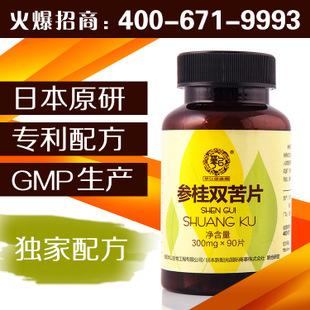 火爆招商：400-671-9993
日本原研
专利配方
GMP生产
独家配方
参桂双苦片
SHEN GUI
SHUANG KU
净含量
300mg×90片